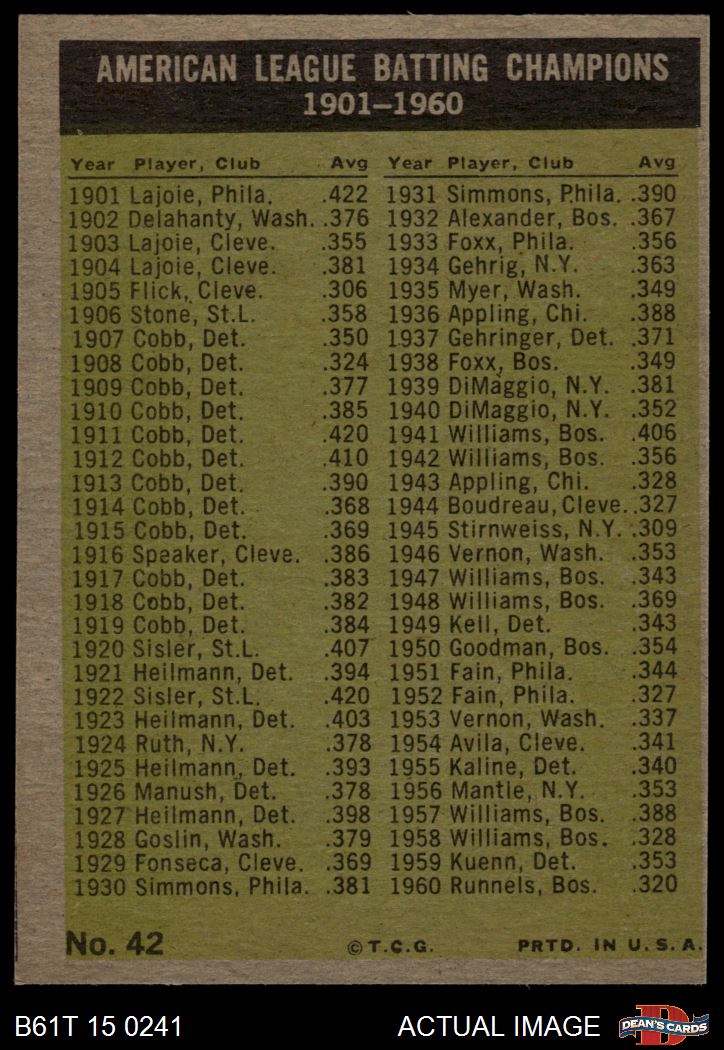 AMERICAN LEAGUE BATTING CHAMPIONS
1901–1960
Year Player, Club Avg
1901 Lajoie, Phila. .422
1902 Delahanty, Wash. .376
1903 Lajoie, Cleve. .355
1904 Lajoie, Cleve. .381
1905 Flick, Cleve. .306
1906 Stone, St.L. .358
1907 Cobb, Det. .350
1908 Cobb, Det. .324
1909 Cobb, Det. .377
1910 Cobb, Det. .385
1911 Cobb, Det. .420
1912 Cobb, Det. .410
1913 Cobb, Det. .390
1914 Cobb, Det. .368
1915 Cobb, Det. .369
1916 Speaker, Cleve. .386
1917 Cobb, Det. .383
1918 Cobb, Det. .382
1919 Cobb, Det. .384
1920 Sisler, St.L. .407
1921 Heilmann, Det. .394
1922 Sisler, St.L. .420
1923 Heilmann, Det. .403
1924 Ruth, N.Y. .378
1925 Heilmann, Det. .393
1926 Manush, Det. .378
1927 Heilmann, Det. .398
1928 Goslin, Wash. .379
1929 Fonseca, Cleve. .369
1930 Simmons, Phila. .381
Year Player, Club Avg
1931 Simmons, Phila. .390
1932 Alexander, Bos. .367
1933 Foxx, Phila. .356
1934 Gehrig, N.Y. .363
1935 Myer, Wash. .349
1936 Appling, Chi. .388
1937 Gehringer, Det. .371
1938 Foxx, Bos. .349
1939 DiMaggio, N.Y. .381
1940 DiMaggio, N.Y. .352
1941 Williams, Bos. .406
1942 Williams, Bos. .356
1943 Appling, Chi. .328
1944 Boudreau, Cleve. .327
1945 Stirnweiss, N.Y. .309
1946 Vernon, Wash. .353
1947 Williams, Bos. .343
1948 Williams, Bos. .369
1949 Kell, Det. .343
1950 Goodman, Bos. .354
1951 Fain, Phila. .344
1952 Fain, Phila. .327
1953 Vernon, Wash. .337
1954 Avila, Cleve. .341
1955 Kaline, Det. .340
1956 Mantle, N.Y. .353
1957 Williams, Bos. .388
1958 Williams, Bos. .328
1959 Kuenn, Det. .353
1960 Runnels, Bos. .320
No. 42 © T.C.G. PRTD. IN U.S.A.
B61T 15 0241 ACTUAL IMAGE D DEAN'S CARDS